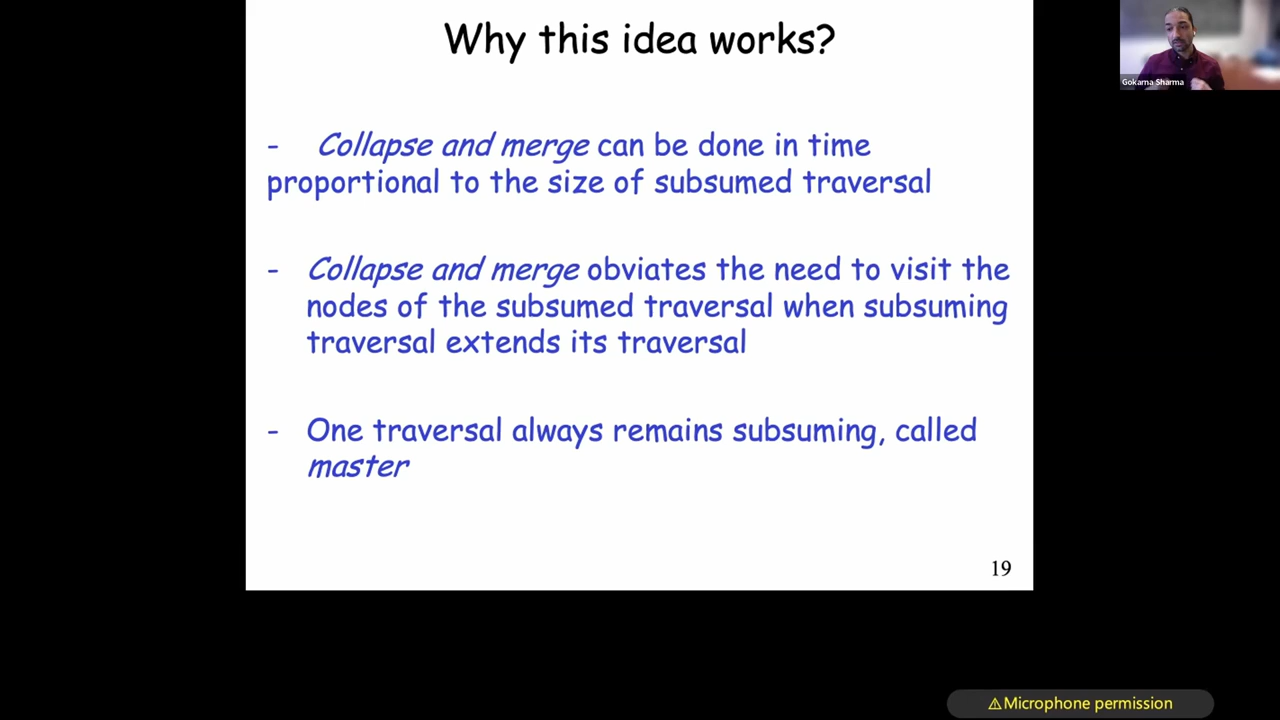 Why this idea works?
Gokarna Sharma
- Collapse and merge can be done in time
proportional to the size of subsumed traversal
- Collapse and merge obviates the need to visit the
nodes of the subsumed traversal when subsuming
traversal extends its traversal
- One traversal always remains subsuming, called
master
19
⚠Microphone permission